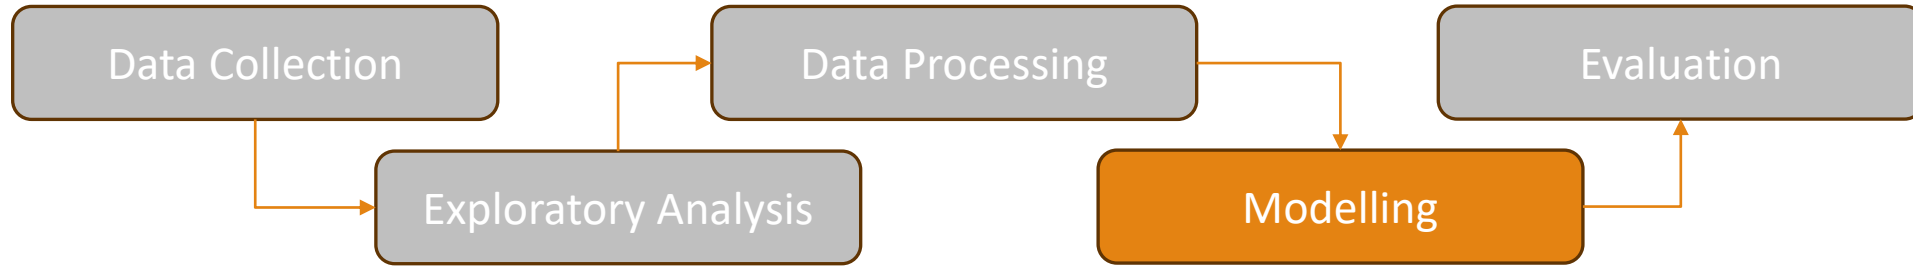 Data Collection
Exploratory Analysis
Data Processing
Modelling
Evaluation